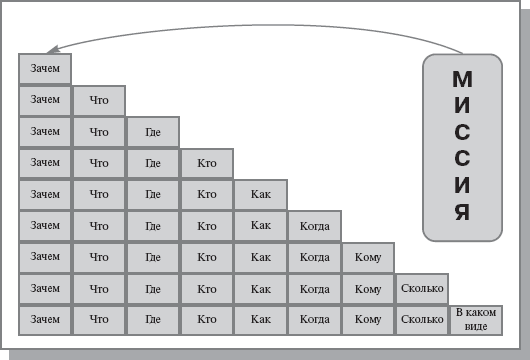 Зачем
Зачем Что
Зачем Что Где
Зачем Что Где Кто
Зачем Что Где Кто Как
Зачем Что Где Кто Как Когда
Зачем Что Где Кто Как Когда Кому
Зачем Что Где Кто Как Когда Кому Сколько
Зачем Что Где Кто Как Когда Кому Сколько В каком
виде
М
И
С
С
И
Я